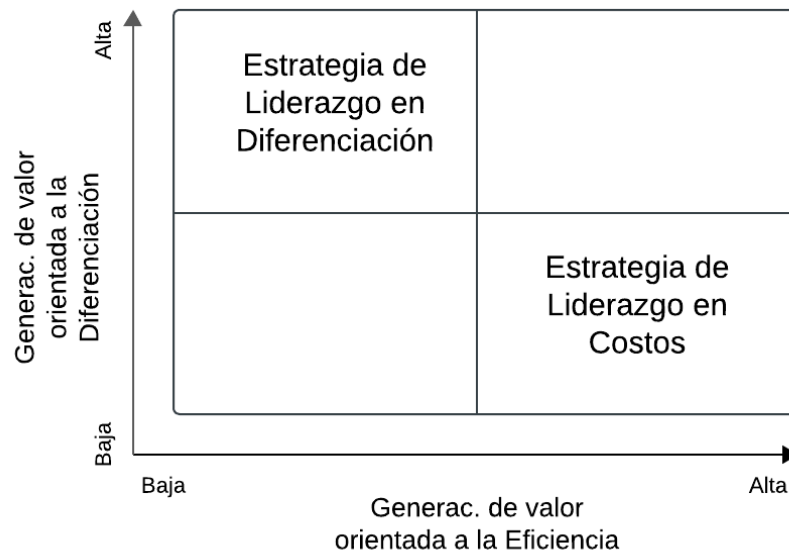 Alta
Estrategia de
Liderazgo en
Diferenciación
Generac. de valor
orientada a la
Diferenciación
Estrategia de
Liderazgo en
Costos
Baja
Baja
Alta
Generac. de valor
orientada a la Eficiencia